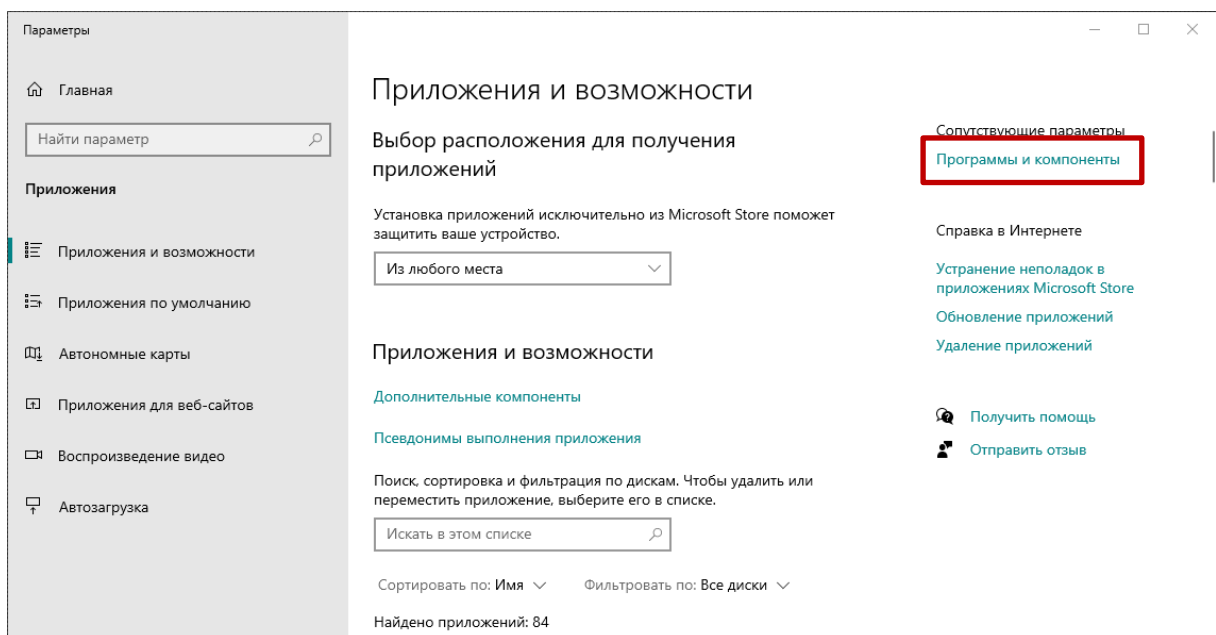 Параметры
Главная
Найти параметр
Приложения
Приложения и возможности
Приложения по умолчанию
Автономные карты
Приложения для веб-сайтов
Воспроизведение видео
Автозагрузка
Приложения и возможности
Выбор расположения для получения
приложений
Установка приложений исключительно из Microsoft Store поможет
защитить ваше устройство.
Из любого места
Приложения и возможности
Дополнительные компоненты
Псевдонимы выполнения приложения
Поиск, сортировка и фильтрация по дискам. Чтобы удалить или
переместить приложение, выберите его в списке.
Искать в этом списке
Сортировать по: Имя Фильтровать по: Все диски
Найдено приложений: 84
Сопутствующие параметры
Программы и компоненты
Справка в Интернете
Устранение неполадок в
приложениях Microsoft Store
Обновление приложений
Удаление приложений
Получить помощь
Отправить отзыв